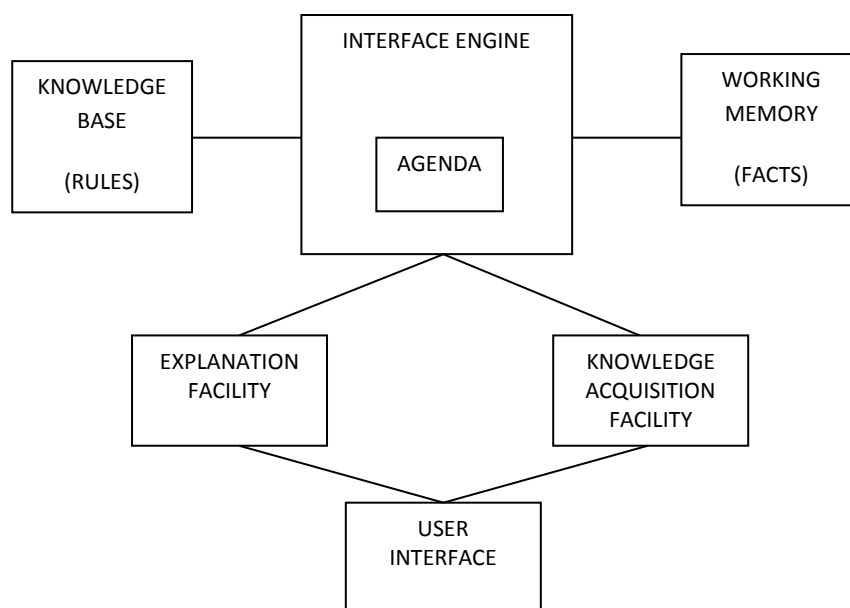 INTERFACE ENGINE
KNOWLEDGE
BASE
(RULES)
AGENDA
WORKING
MEMORY
(FACTS)
EXPLANATION
FACILITY
KNOWLEDGE
ACQUISITION
FACILITY
USER
INTERFACE